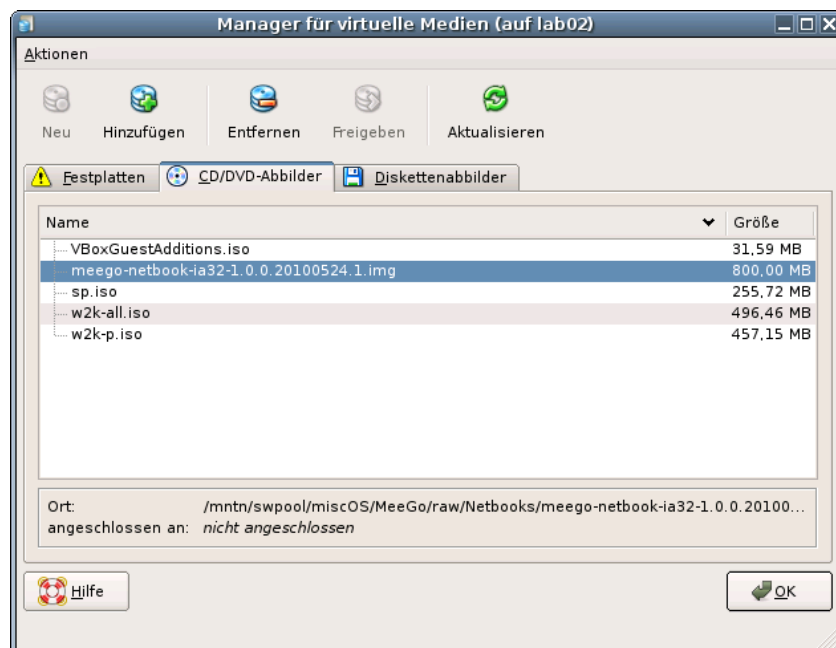 Manager für virtuelle Medien (auf lab02)
Aktionen
Neu Hinzufügen Entfernen Freigeben Aktualisieren
Festplatten CD/DVD-Abbilder Diskettenabbilder
Name Größe
VBoxGuestAdditions.iso 31,59 MB
meego-netbook-ia32-1.0.0.20100524.1.img 800,00 MB
sp.iso 255,72 MB
w2k-all.iso 496,46 MB
w2k-p.iso 457,15 MB
Ort: /mntn/swpool/miscOS/MeeGo/raw/Netbooks/meego-netbook-ia32-1.0.0.20100...
angeschlossen an: nicht angeschlossen
Hilfe OK